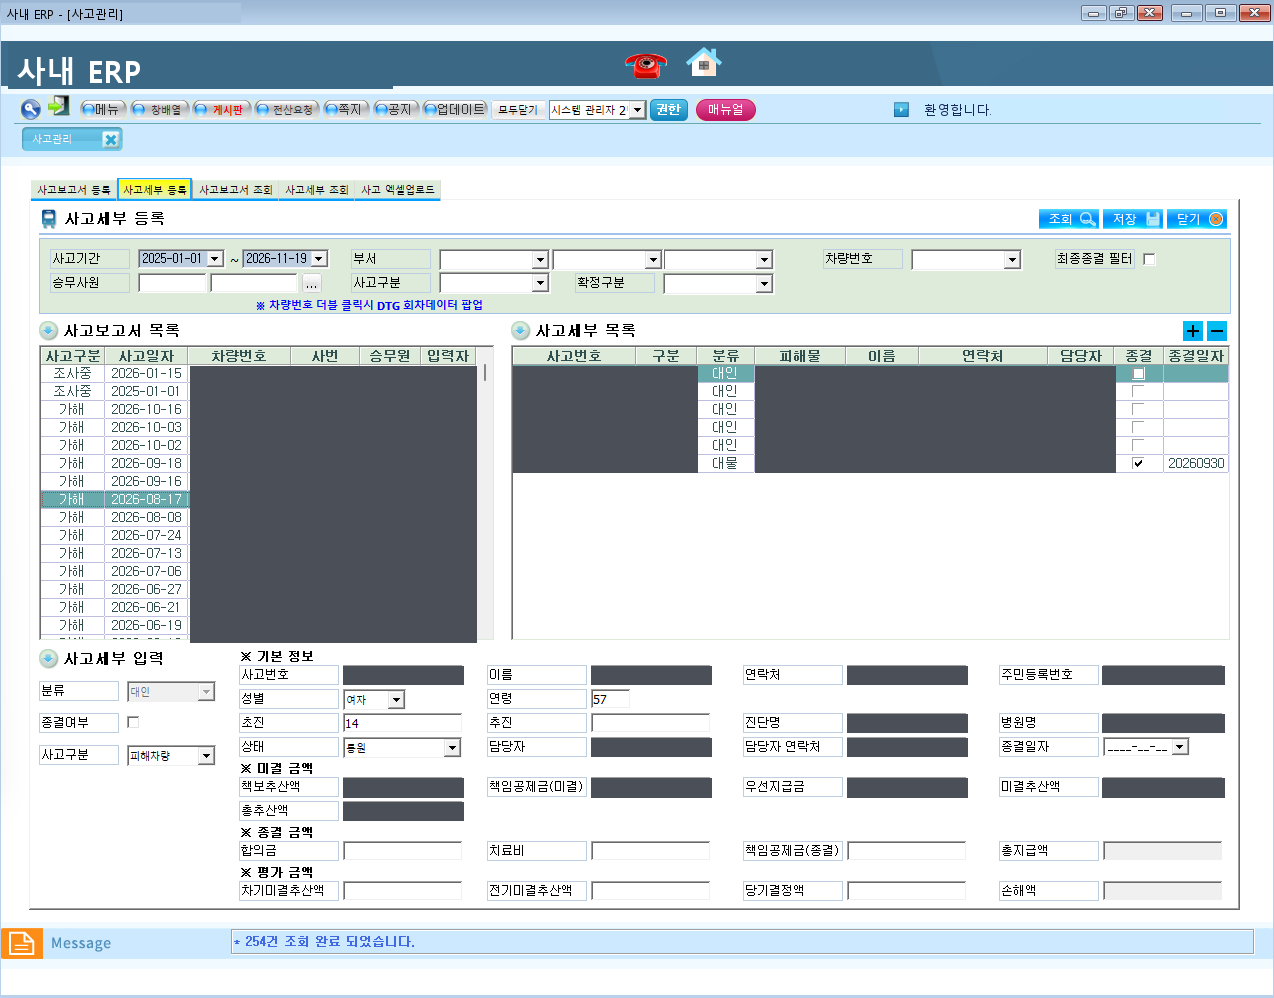 사내 ERP - [사고관리]
사내 ERP
메뉴 창배열 게시판 전산요청 쪽지 공지 업데이트 모두닫기 시스템 관리자 2 권한 매뉴얼 환영합니다.
사고관리
사고보고서 등록 사고세부 등록 사고보고서 조회 사고세부 조회 사고 엑셀업로드
사고세부 등록 조회 저장 닫기
사고기간 2025-01-01 ~ 2026-11-19 부서 차량번호 최종종결 필터
승무사원 ... 사고구분 확정구분
※ 차량번호 더블 클릭시 DTG 회차데이터 팝업
사고보고서 목록
사고구분 사고일자 차량번호 사번 승무원 입력자
조사중 2026-01-15
조사중 2025-01-01
가해 2026-10-16
가해 2026-10-03
가해 2026-10-02
가해 2026-09-18
가해 2026-09-16
가해 2026-08-17
가해 2026-08-08
가해 2026-07-24
가해 2026-07-13
가해 2026-07-06
가해 2026-06-27
가해 2026-06-21
가해 2026-06-19
사고세부 목록
사고번호 구분 분류 피해물 이름 연락처 담당자 종결 종결일자
대인
대인
대인
대인
대인
대물 20260930
사고세부 입력
분류 대인
종결여부
사고구분 피해차량
※ 기본 정보
사고번호 이름 연락처 주민등록번호
성별 여자 연령 57
초진 14 추진 진단명 병원명
상태 통원 담당자 담당자 연락처 종결일자 ____-__-__
※ 미결 금액
책보추산액 책임공제금(미결) 우선지급금 미결추산액
총추산액
※ 종결 금액
합의금 치료비 책임공제금(종결) 총지급액
※ 평가 금액
차기미결추산액 전기미결추산액 당기결정액 손해액
Message * 254건 조회 완료 되었습니다.